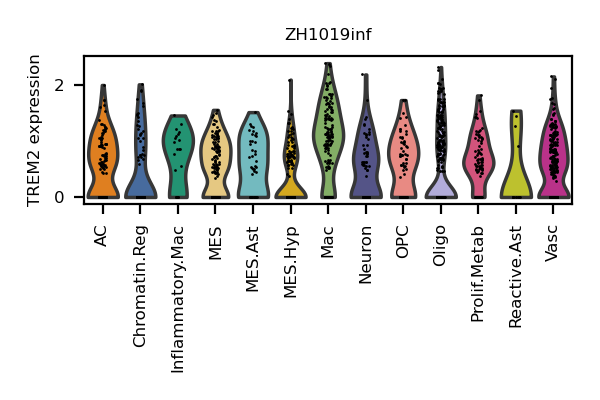 ZH1019inf
TREM2 expression
2
0
AC
Chromatin.Reg
Inflammatory.Mac
MES
MES.Ast
MES.Hyp
Mac
Neuron
OPC
Oligo
Prolif.Metab
Reactive.Ast
Vasc